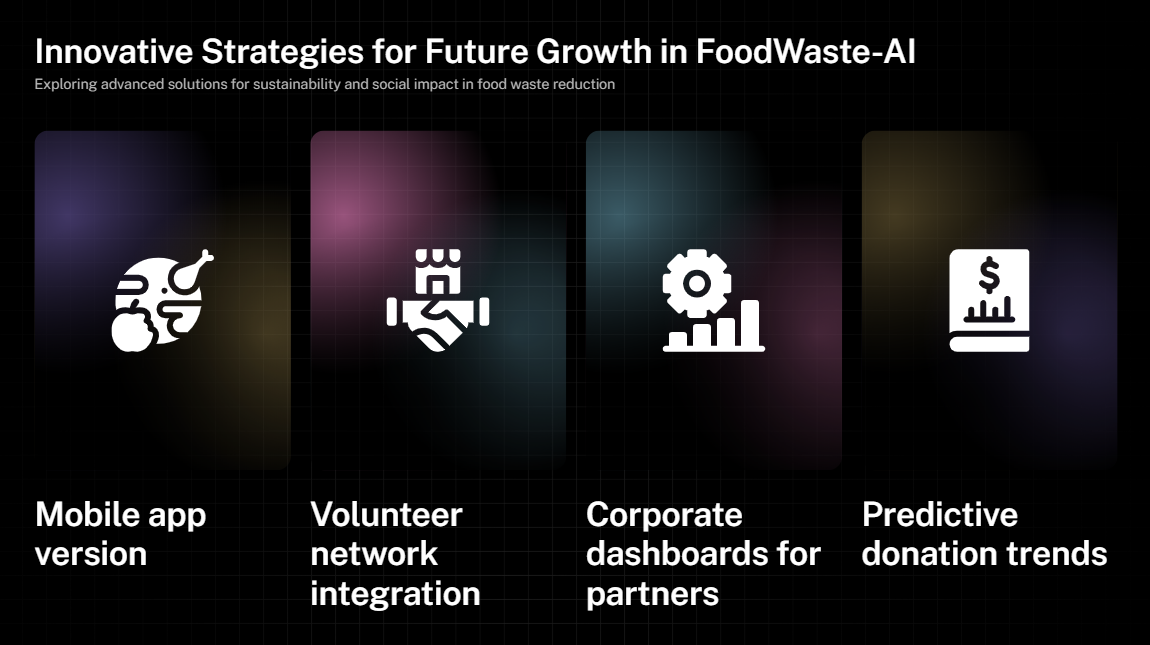 Innovative Strategies for Future Growth in FoodWaste-AI
Exploring advanced solutions for sustainability and social impact in food waste reduction
$
Mobile app
version
Volunteer
network
integration
Corporate
dashboards for
partners
Predictive
donation trends